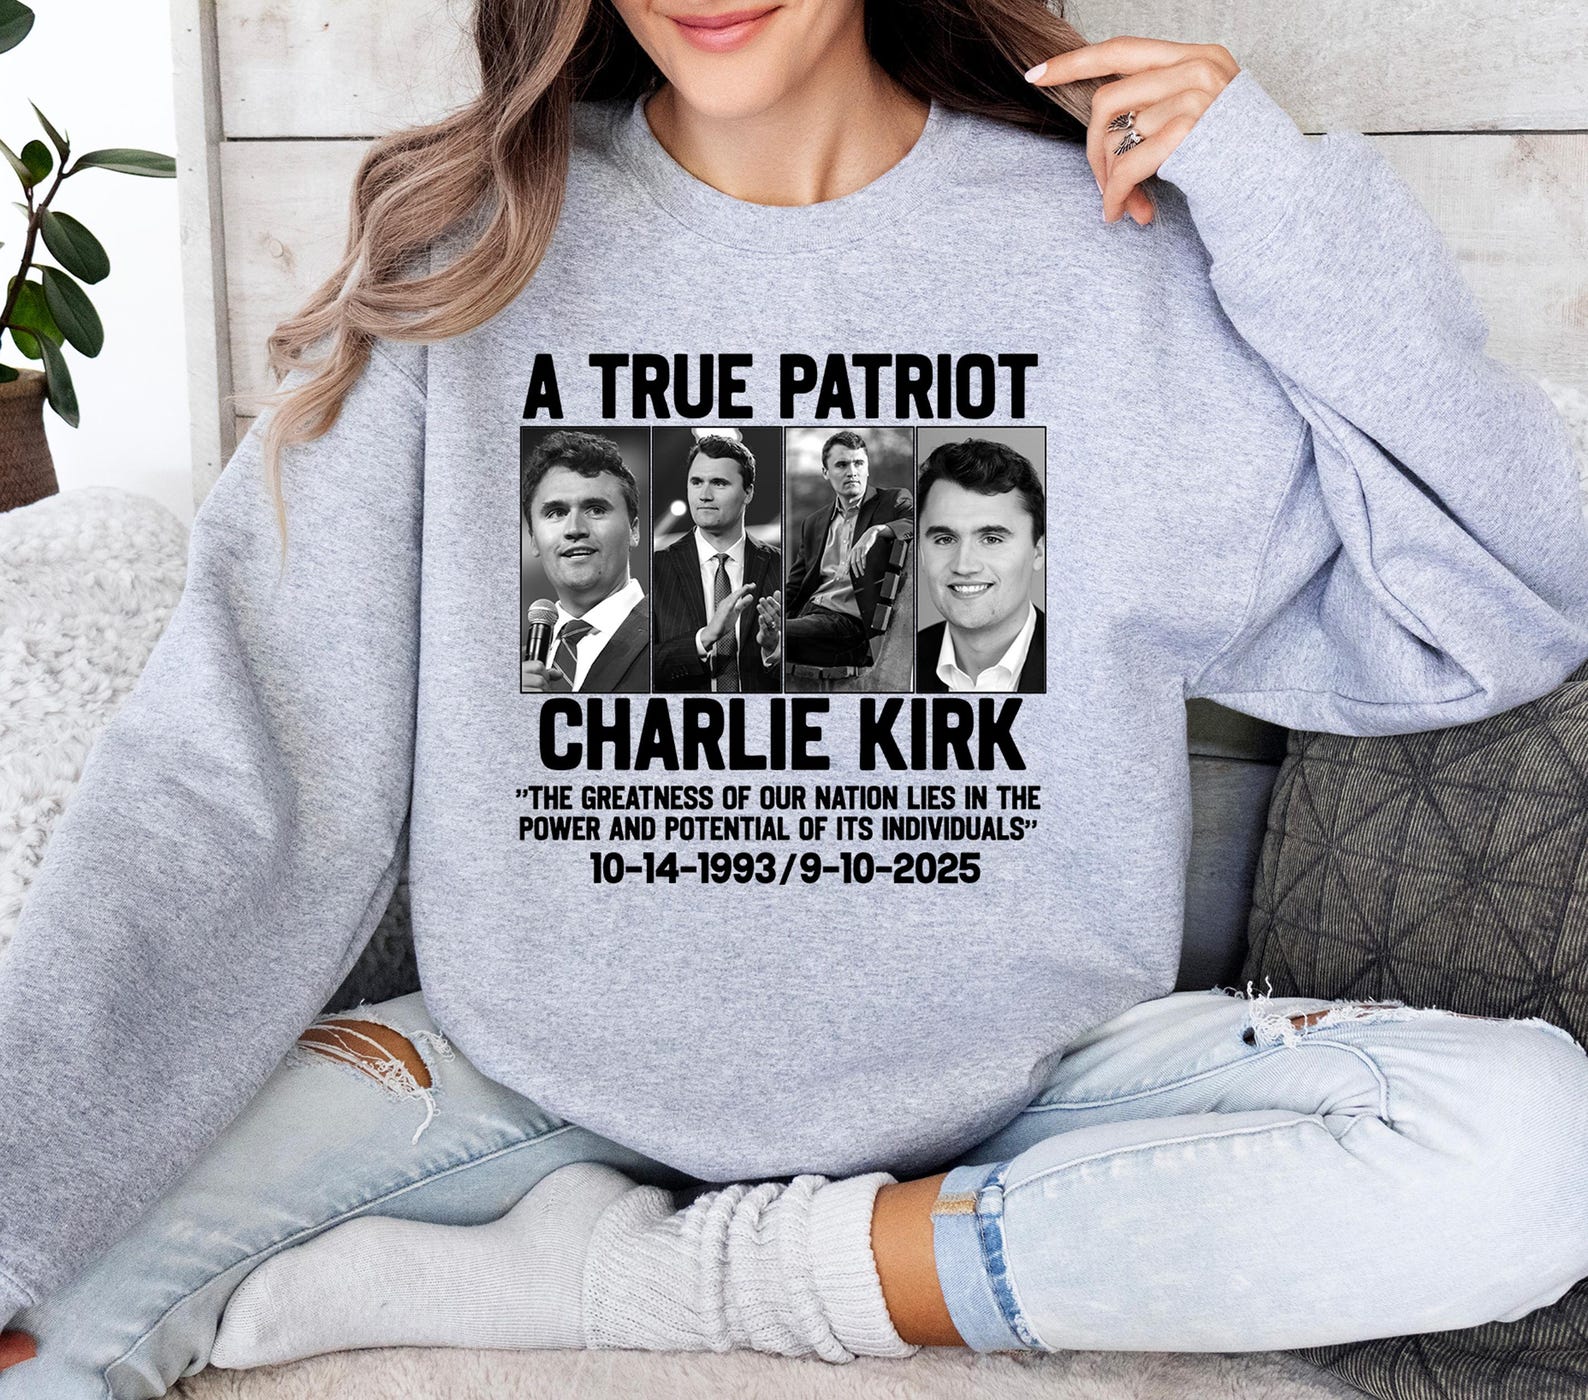 A TRUE PATRIOT
CHARLIE KIRK
”THE GREATNESS OF OUR NATION LIES IN THE
POWER AND POTENTIAL OF ITS INDIVIDUALS”
10-14-1993/9-10-2025